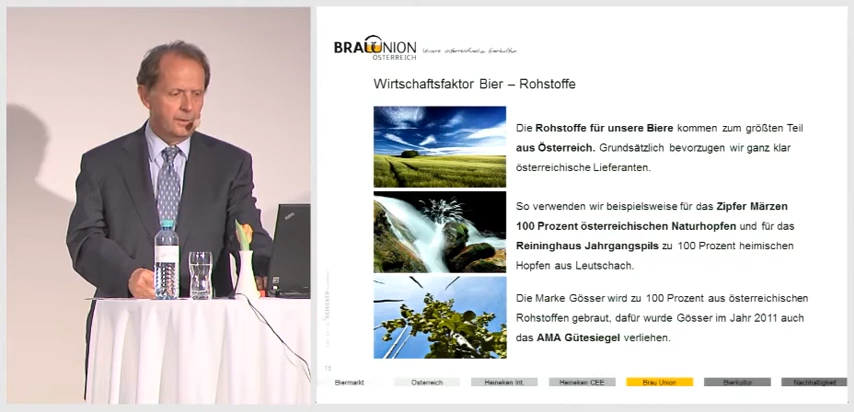 BRAU UNION
ÖSTERREICH
Unsere österreichische Bierkultur
Wirtschaftsfaktor Bier – Rohstoffe
Die Rohstoffe für unsere Biere kommen zum größten Teil
aus Österreich. Grundsätzlich bevorzugen wir ganz klar
österreichische Lieferanten.
So verwenden wir beispielsweise für das Zipfer Märzen
100 Prozent österreichischen Naturhopfen und für das
Reininghaus Jahrgangspils zu 100 Prozent heimischen
Hopfen aus Leutschach.
Die Marke Gösser wird zu 100 Prozent aus österreichischen
Rohstoffen gebraut, dafür wurde Gösser im Jahr 2011 auch
das AMA Gütesiegel verliehen.
Biermarkt
Österreich
Heineken Int.
Heineken CEE
Brau Union
Bierkultur
Nachhaltigkeit